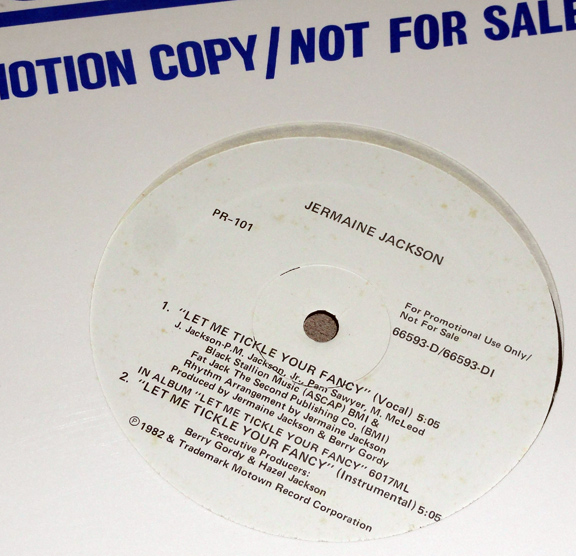 MOTION COPY/NOT FOR SALE
JERMAINE JACKSON
PR-101
For Promotional Use Only/
Not For Sale
66593-D/66593-DI
1. "LET ME TICKLE YOUR FANCY" (Vocal) 5:05
J. Jackson-P.M. Jackson, Jr., Pam Sawyer, M. McLeod
Black Stallion Music (ASCAP) BMI &
Fat Jack The Second Publishing Co. (BMI)
Rhythm Arrangement by Jermaine Jackson
Produced by Jermaine Jackson & Berry Gordy
IN ALBUM "LET ME TICKLE YOUR FANCY" 6017ML
2. "LET ME TICKLE YOUR FANCY" (Instrumental) 5:05
Executive Producers:
Berry Gordy & Hazel Jackson
℗1982 & Trademark Motown Record Corporation